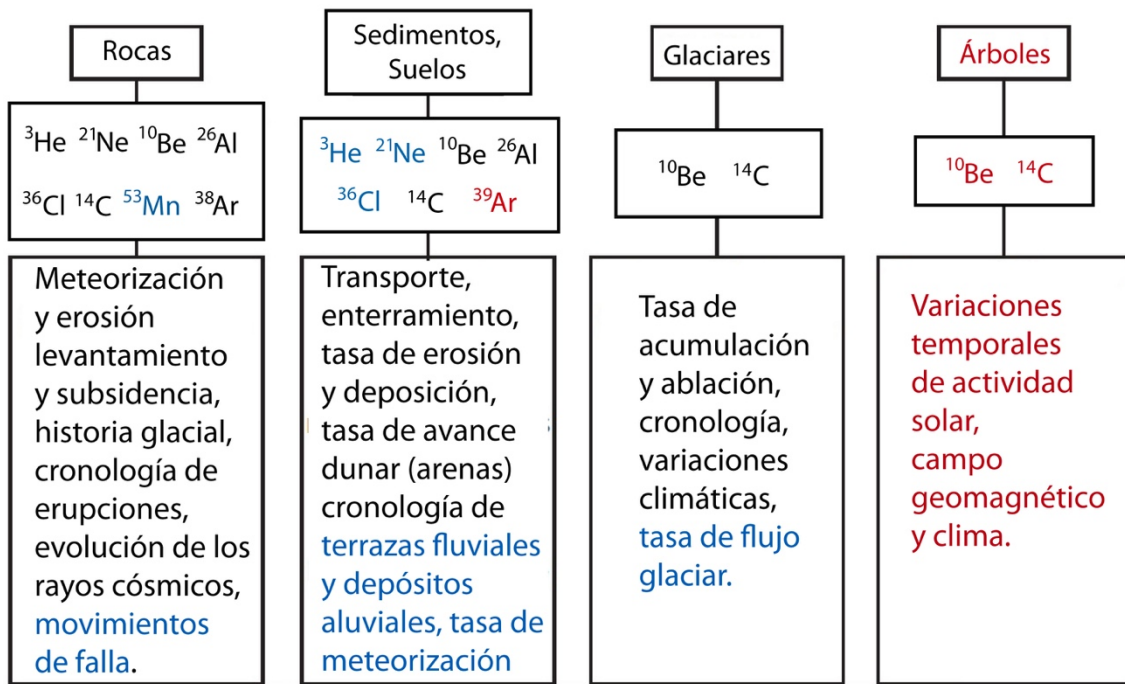 Rocas
³He ²¹Ne ¹⁰Be ²⁶Al
³⁶Cl ¹⁴C ⁵³Mn ³⁸Ar
Meteorización
y erosión
levantamiento
y subsidencia,
historia glacial,
cronología de
erupciones,
evolución de los
rayos cósmicos,
movimientos
de falla.
Sedimentos,
Suelos
³He ²¹Ne ¹⁰Be ²⁶Al
³⁶Cl ¹⁴C ³⁹Ar
Transporte,
enterramiento,
tasa de erosión
y deposición,
tasa de avance
dunar (arenas)
cronología de
terrazas fluviales
y depósitos
aluviales, tasa de
meteorización
Glaciares
¹⁰Be ¹⁴C
Tasa de
acumulación
y ablación,
cronología,
variaciones
climáticas,
tasa de flujo
glaciar.
Árboles
¹⁰Be ¹⁴C
Variaciones
temporales
de actividad
solar,
campo
geomagnético
y clima.